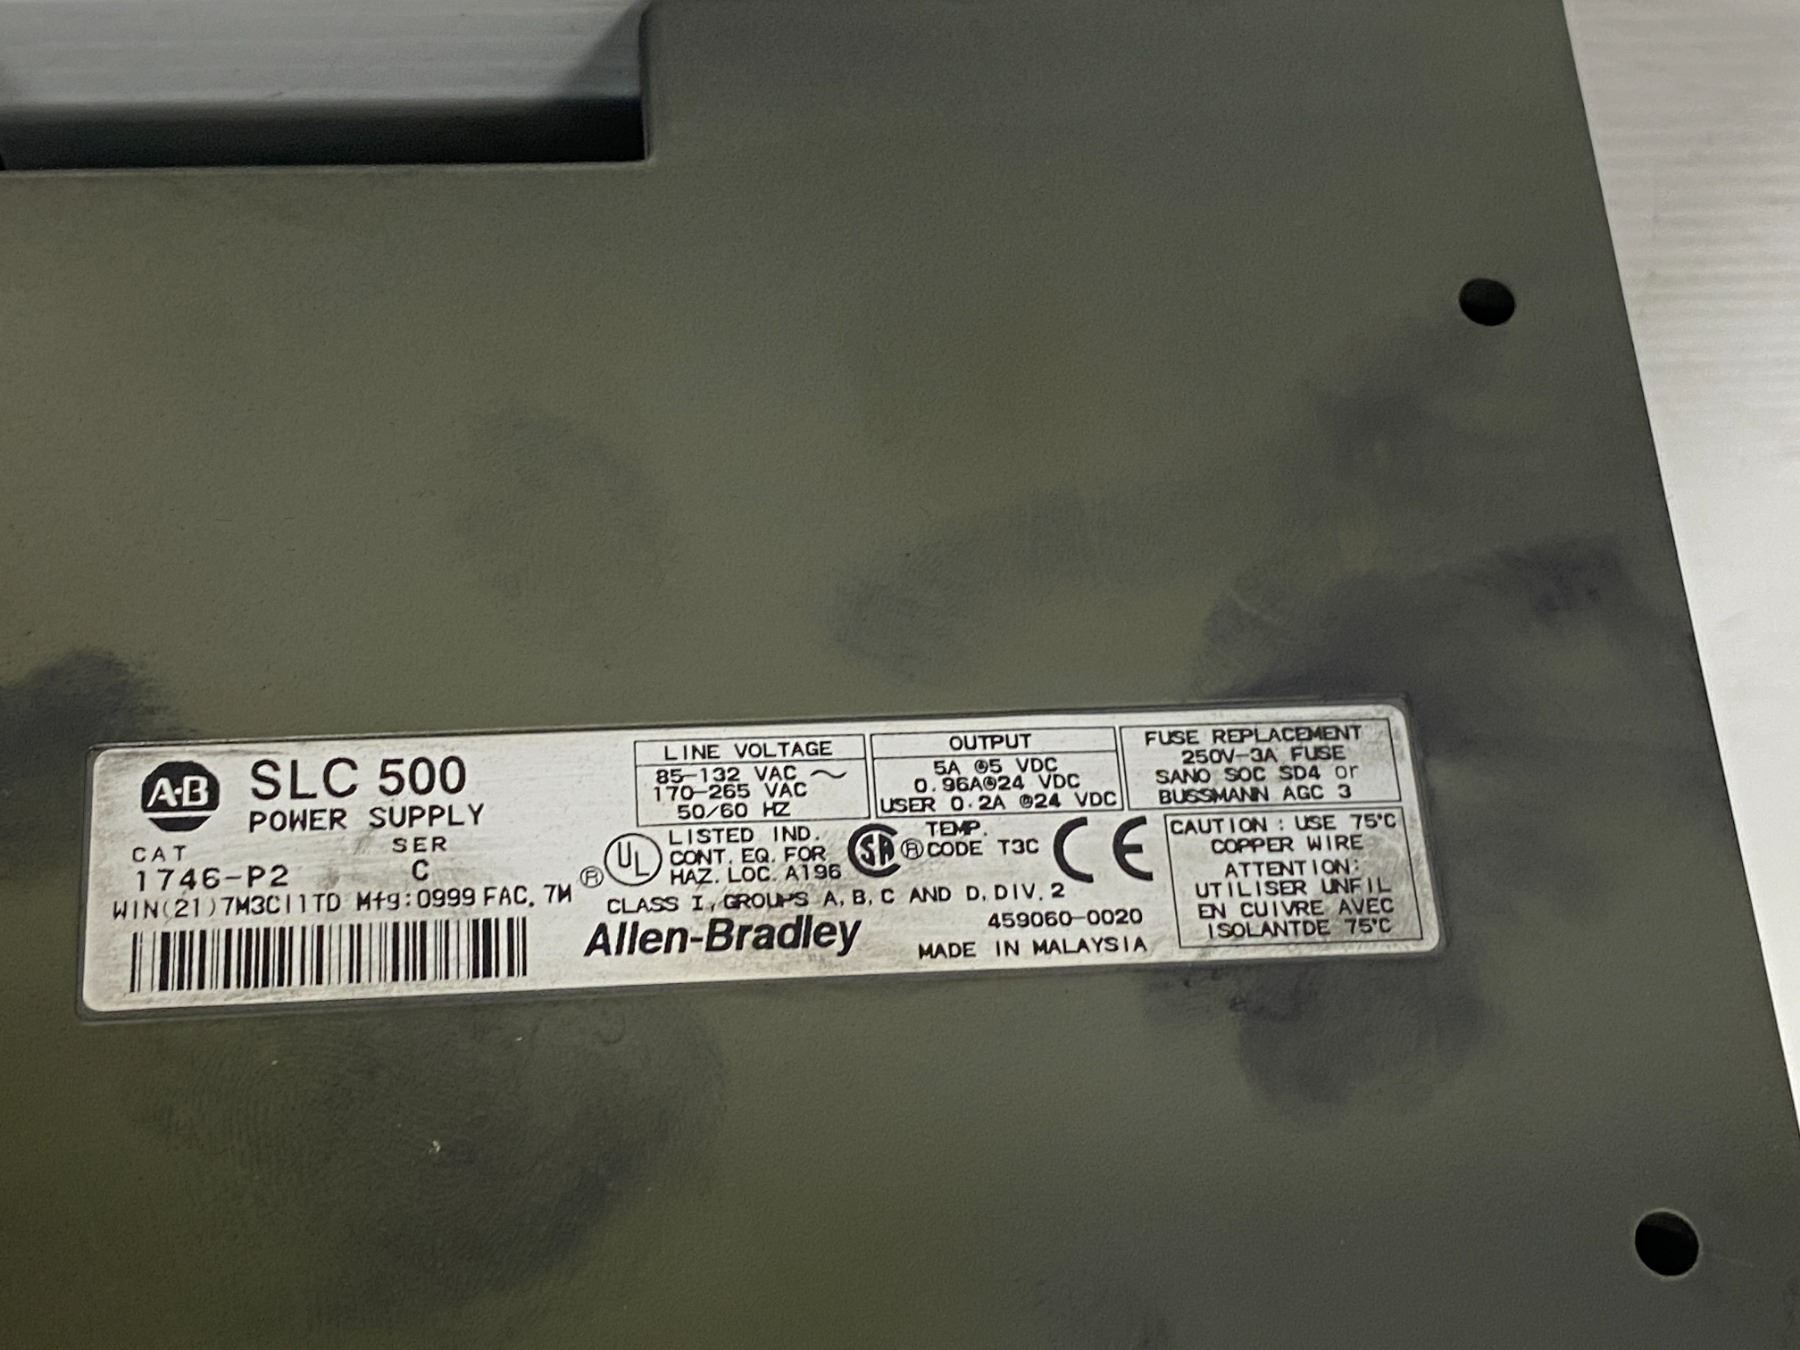 A·B SLC 500
POWER SUPPLY
CAT SER
1746-P2 C
WIN(21)7M3CI1TD Mfg:0999 FAC. 7M
LINE VOLTAGE
85-132 VAC ~
170-265 VAC
50/60 HZ
OUTPUT
5A @5 VDC
0.96A@24 VDC
USER 0.2A @24 VDC
FUSE REPLACEMENT
250V-3A FUSE
SANO SOC SD4 or
BUSSMANN AGC 3
® UL LISTED IND.
CONT. EQ. FOR
HAZ. LOC. A196
SA ® TEMP.
CODE T3C
CE
CLASS I, GROUPS A, B, C AND D, DIV. 2
Allen-Bradley
459060-0020
MADE IN MALAYSIA
CAUTION : USE 75°C
COPPER WIRE
ATTENTION:
UTILISER UNFIL
EN CUIVRE AVEC
ISOLANTDE 75°C